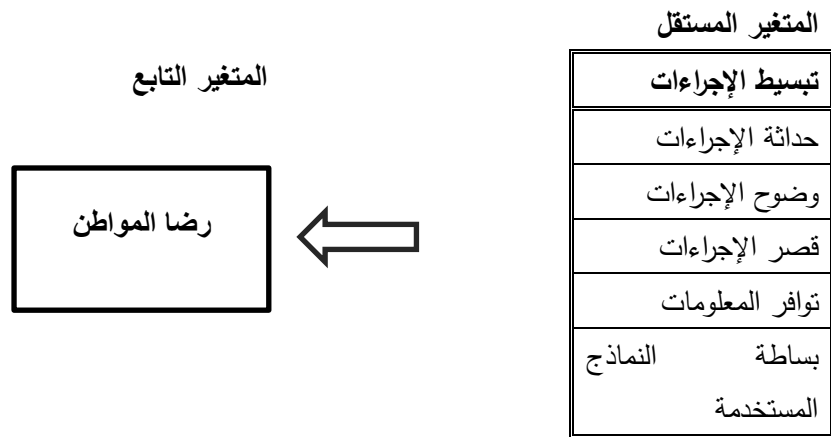 المتغير المستقل
تبسيط الإجراءات
حداثة الإجراءات
وضوح الإجراءات
قصر الإجراءات
توافر المعلومات
بساطة النماذج
المستخدمة
المتغير التابع
رضا المواطن